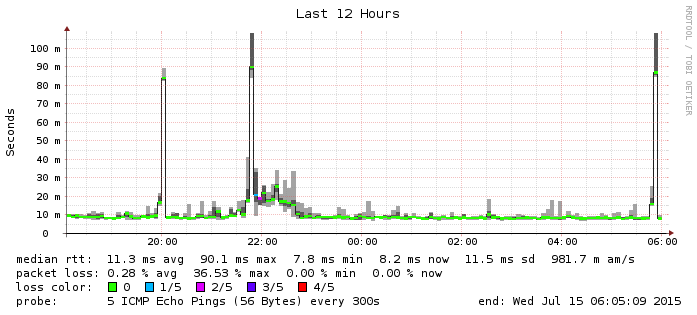 Last 12 Hours
RRDTOOL / TOBI OETIKER
Seconds
100 m
90 m
80 m
70 m
60 m
50 m
40 m
30 m
20 m
10 m
0
20:00 22:00 00:00 02:00 04:00 06:00
median rtt: 11.3 ms avg 90.1 ms max 7.8 ms min 8.2 ms now 11.5 ms sd 981.7 m am/s
packet loss: 0.28 % avg 36.53 % max 0.00 % min 0.00 % now
loss color: 0 1/5 2/5 3/5 4/5
probe: 5 ICMP Echo Pings (56 Bytes) every 300s end: Wed Jul 15 06:05:09 2015